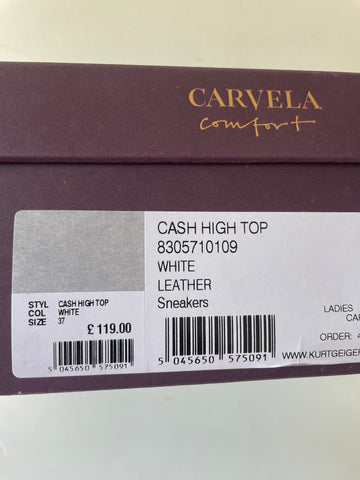 CARVELA
comfort
CASH HIGH TOP
8305710109
WHITE
LEATHER
Sneakers
STYL CASH HIGH TOP
COL WHITE
SIZE 37
£ 119.00
5 045650 575091
5 045650 575091
LADIES
ORDER:
WWW.KURTGEIGER